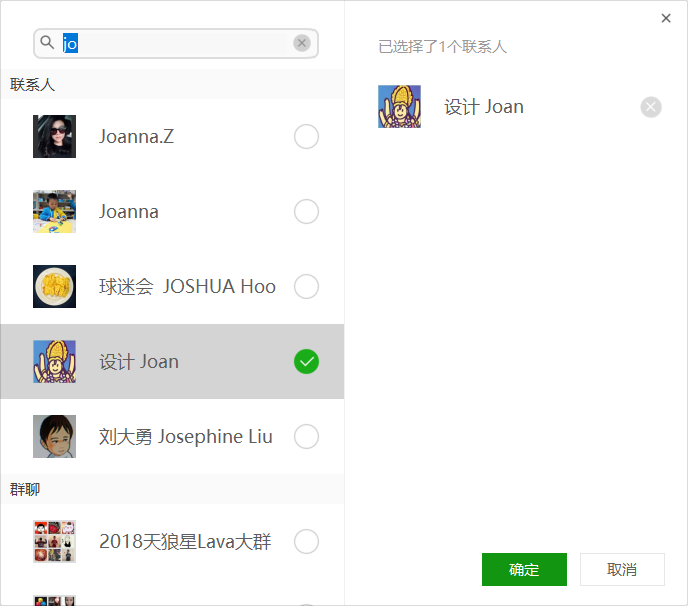 jo
联系人
Joanna.Z
Joanna
球迷会  JOSHUA Hoo
设计 Joan
刘大勇 Josephine Liu
群聊
2018天狼星Lava大群
已选择了1个联系人
设计 Joan
确定
取消